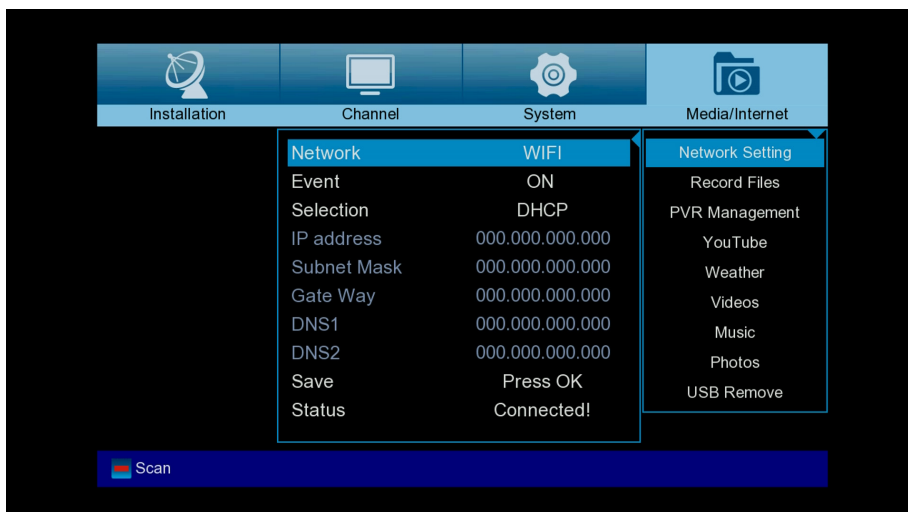 Installation Channel System Media/Internet
Network WIFI
Event ON
Selection DHCP
IP address 000.000.000.000
Subnet Mask 000.000.000.000
Gate Way 000.000.000.000
DNS1 000.000.000.000
DNS2 000.000.000.000
Save Press OK
Status Connected!
Network Setting
Record Files
PVR Management
YouTube
Weather
Videos
Music
Photos
USB Remove
Scan